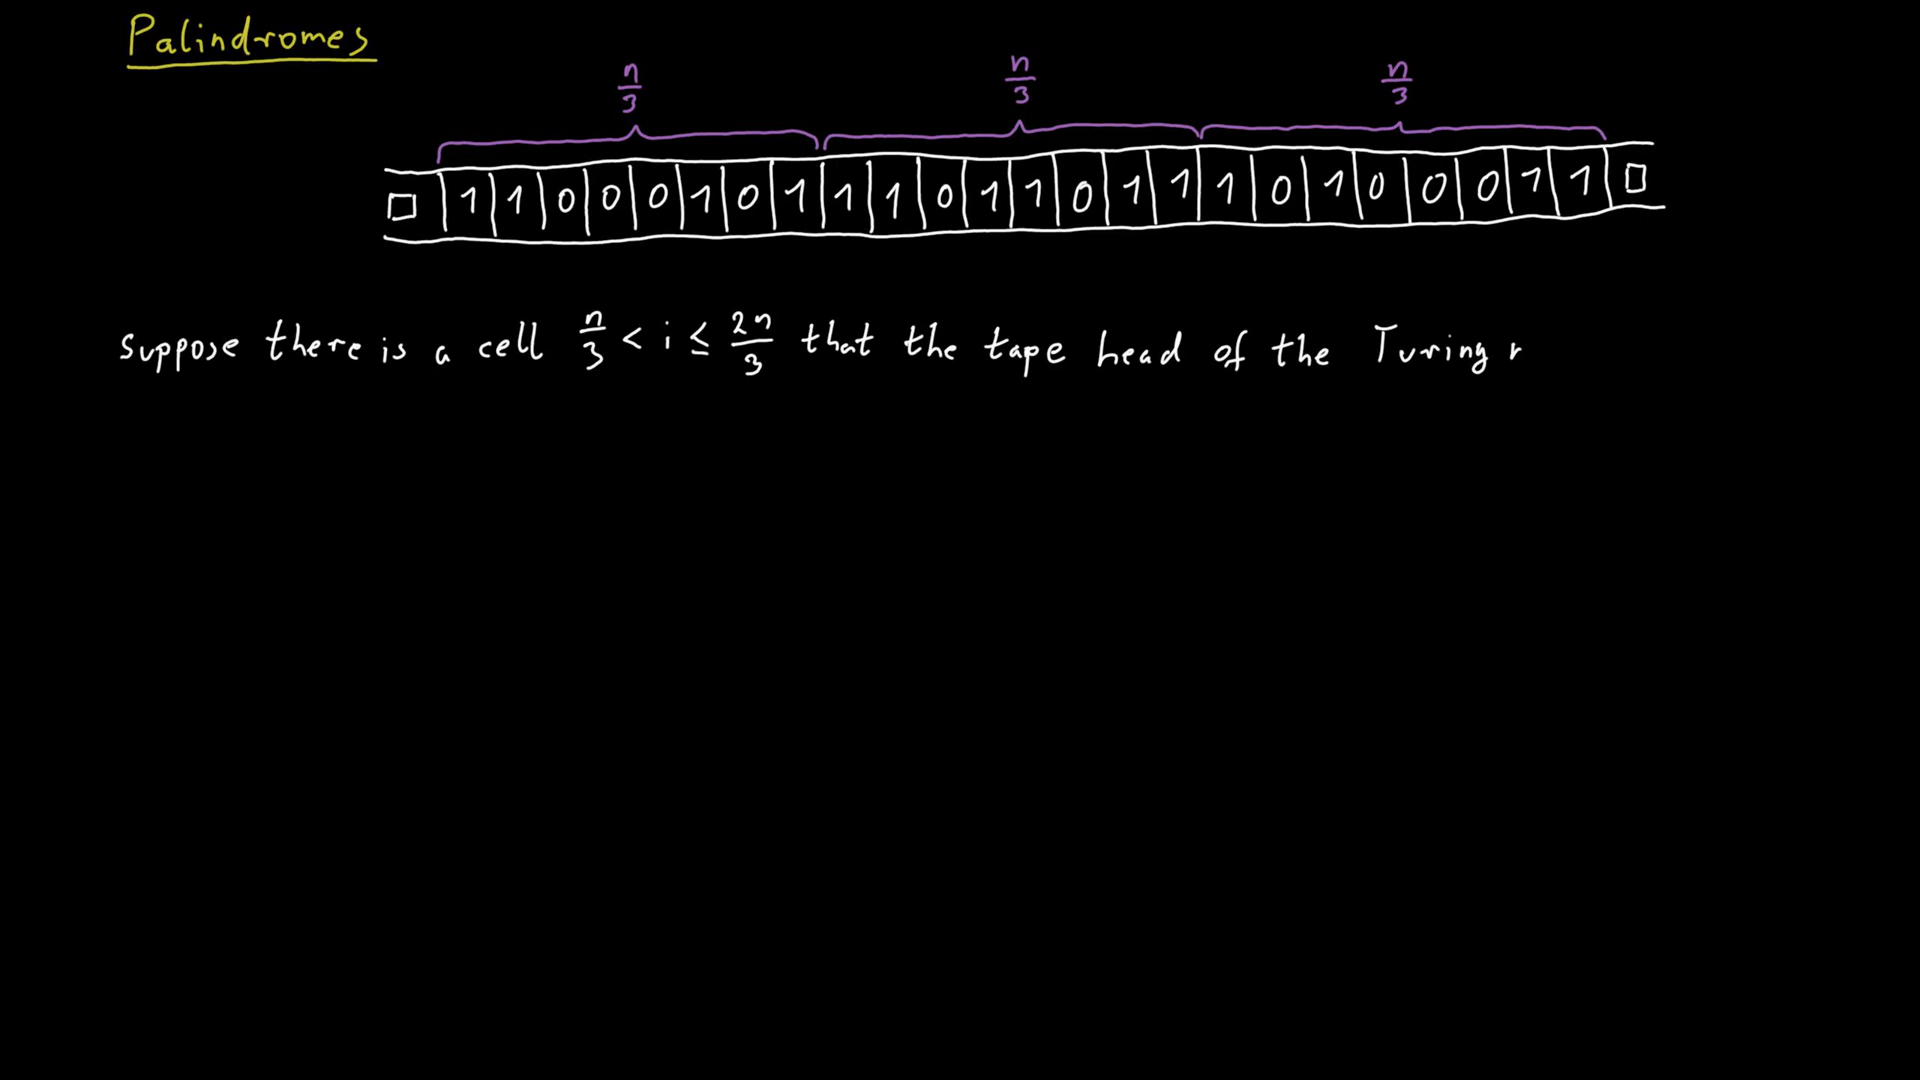 Palindromes
n/3 n/3 n/3
□ 1 1 0 0 0 1 0 1 1 1 0 1 1 0 1 1 1 0 1 0 0 0 1 1 □
suppose there is a cell n/3 < i ≤ 2n/3 that the tape head of the Turing